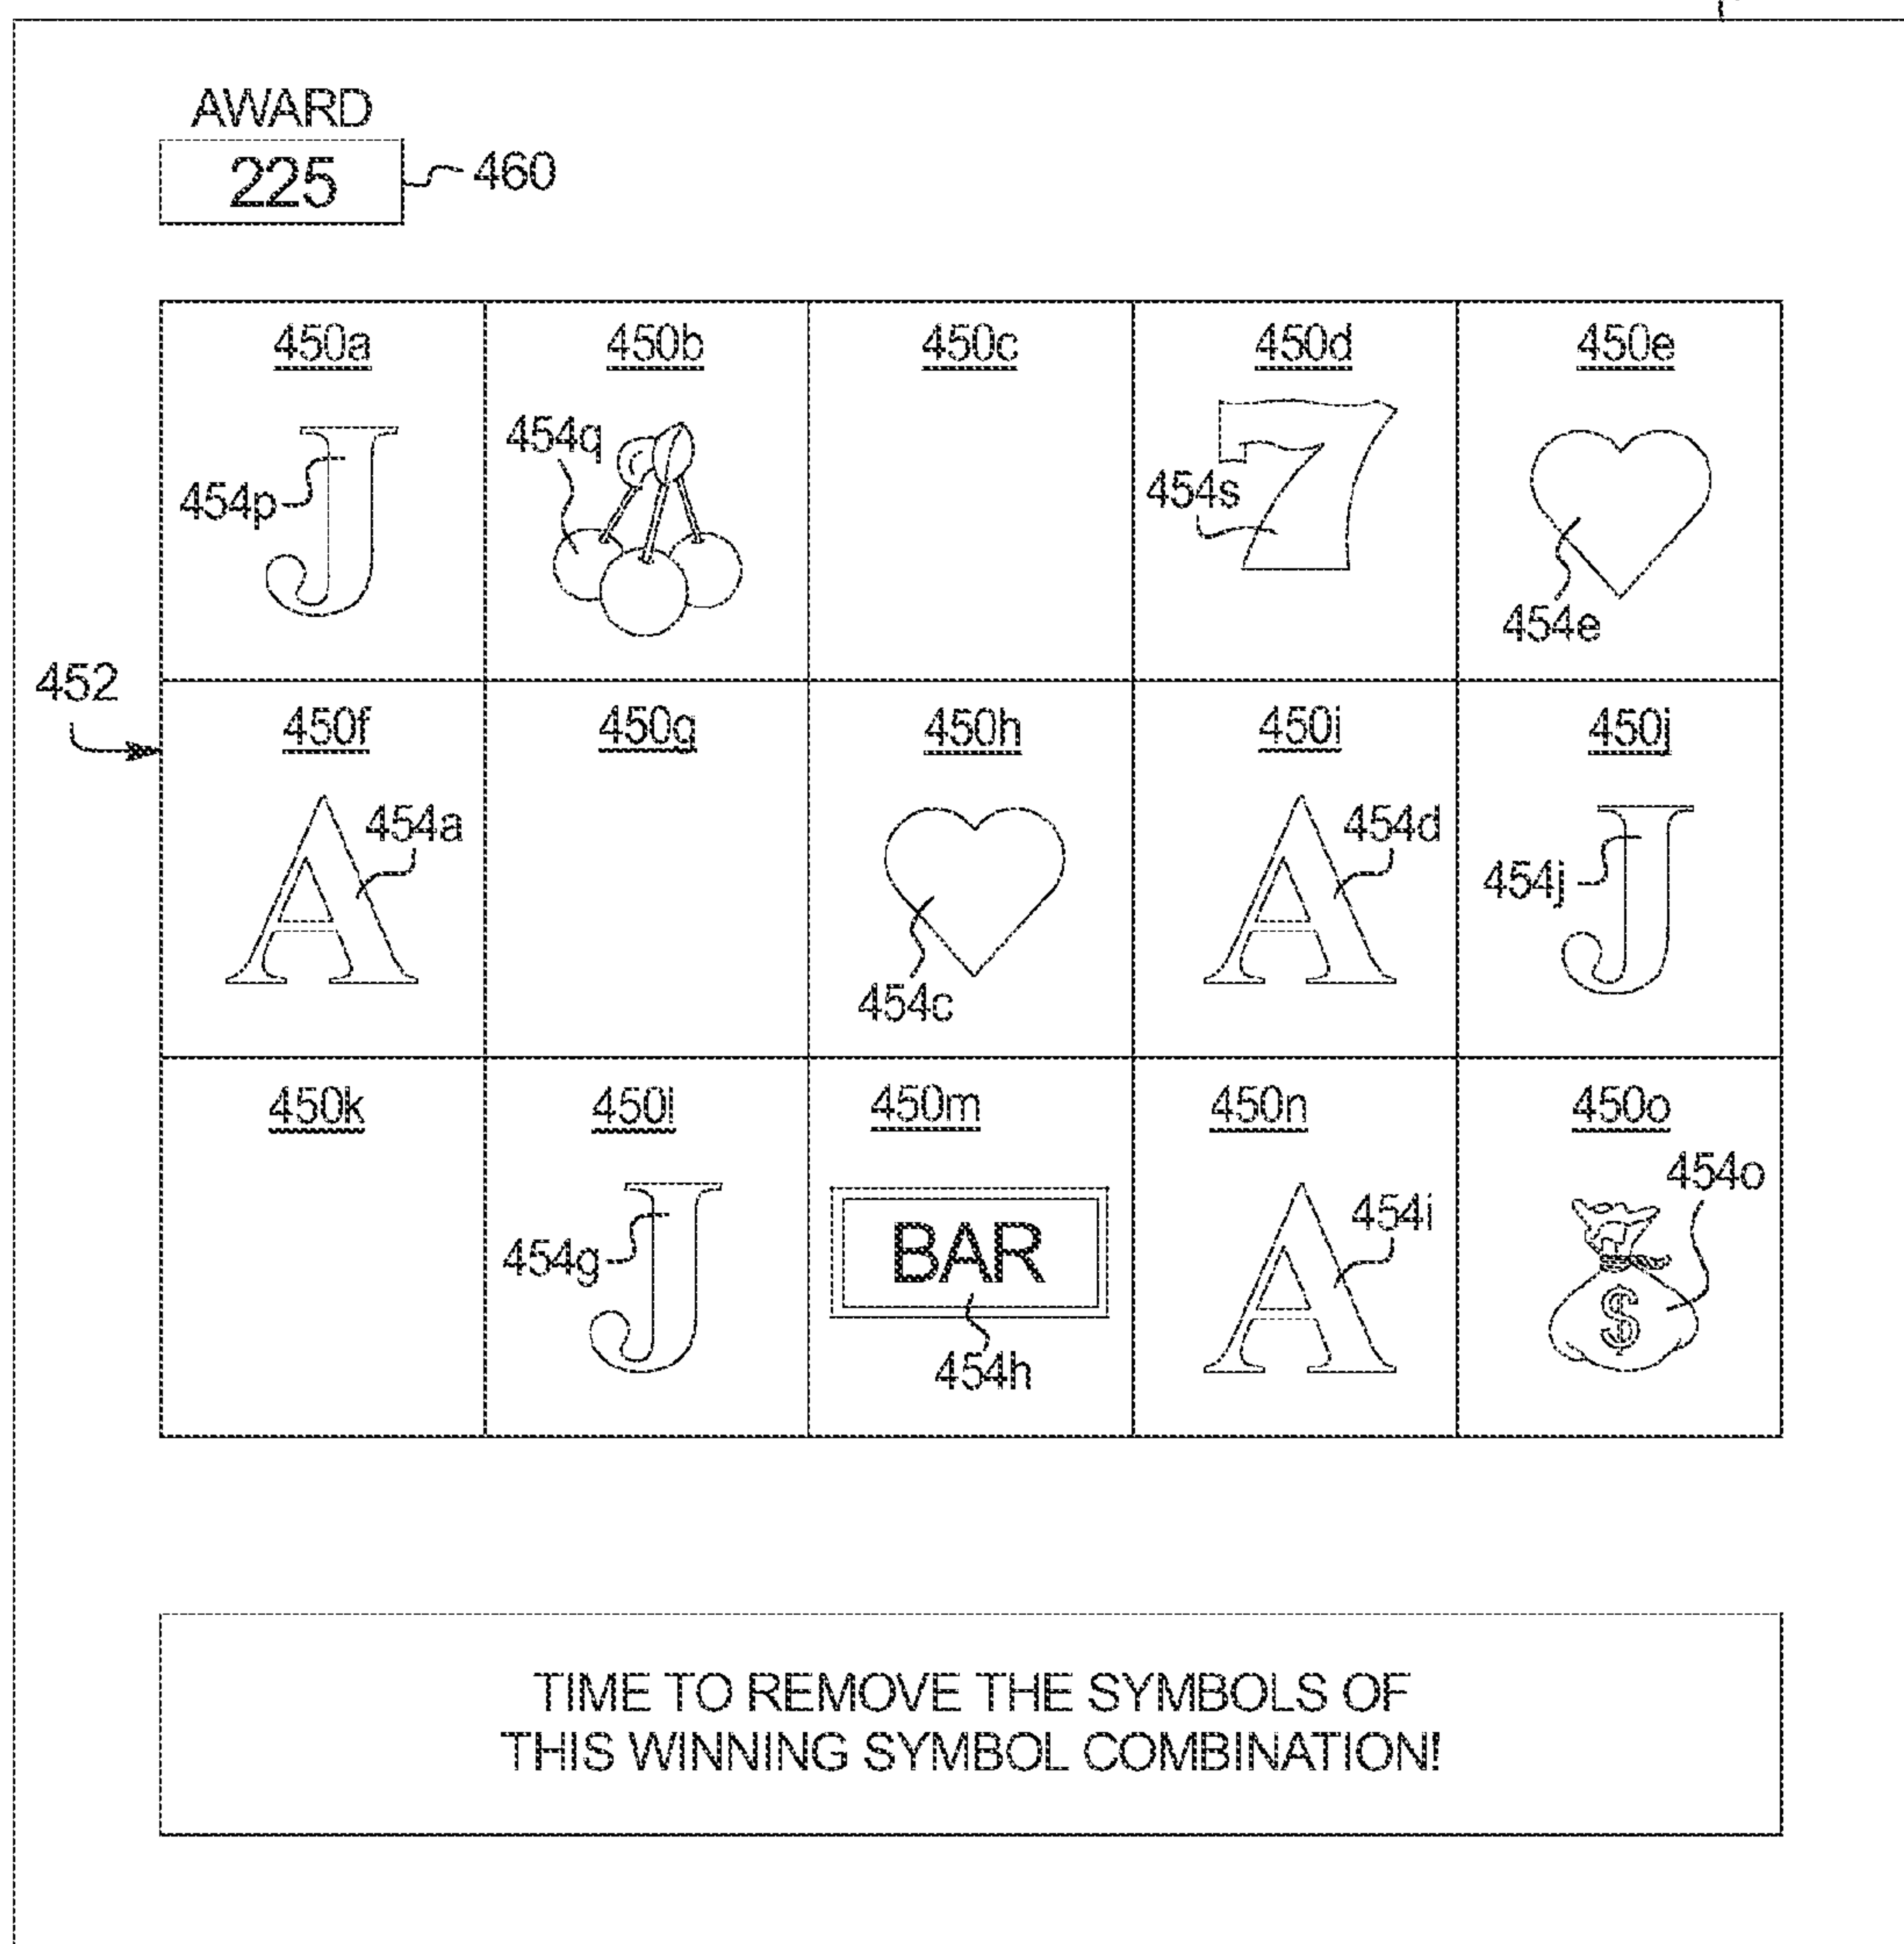 AWARD
225 460
450a 450b 450c 450d 450e
J 7
454q
454s
454p
454e
452
450f 450g 450h 450i 450j
A A J
454a 454d
454j
454c
450k 450l 450m 450n 450o
454o
J BAR A $
454i
454g
454h
TIME TO REMOVE THE SYMBOLS OF
THIS WINNING SYMBOL COMBINATION!